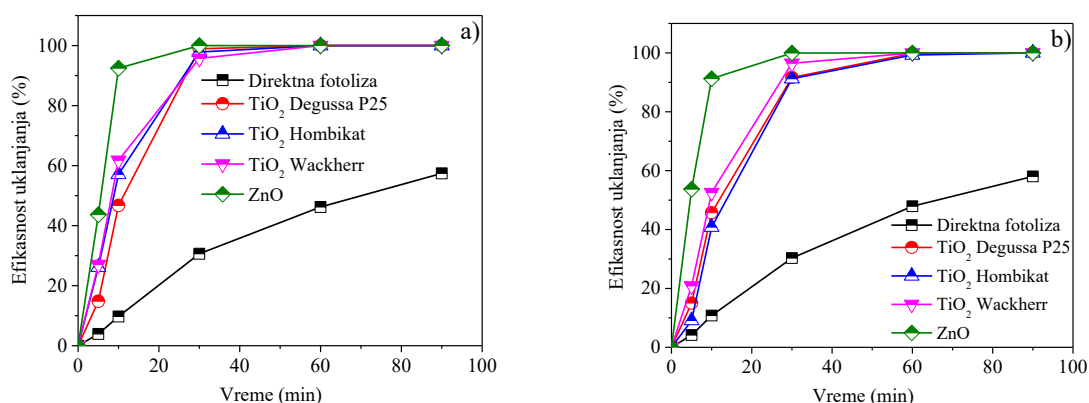 a)
Efikasnost uklanjanja (%)
100
80
60
40
20
0
Direktna fotoliza
TiO2 Degussa P25
TiO2 Hombikat
TiO2 Wackherr
ZnO
0 20 40 60 80 100
Vreme (min)
b)
Efikasnost uklanjanja (%)
100
80
60
40
20
0
Direktna fotoliza
TiO2 Degussa P25
TiO2 Hombikat
TiO2 Wackherr
ZnO
0 20 40 60 80 100
Vreme (min)